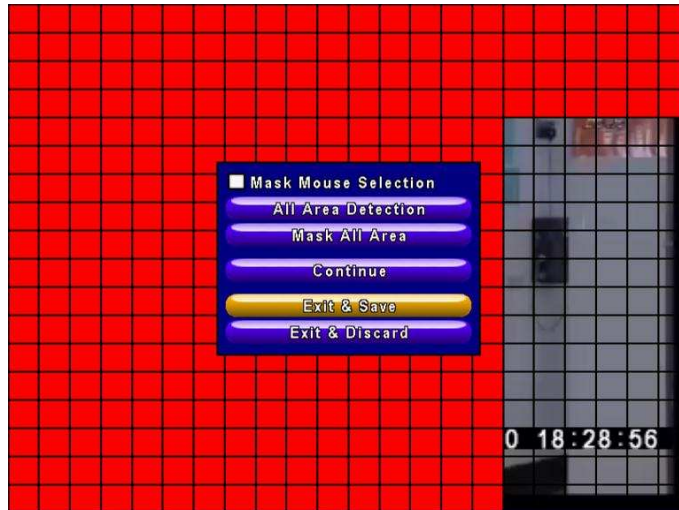 Mask Mouse Selection
All Area Detection
Mask All Area
Continue
Exit & Save
Exit & Discard
0 18:28:56